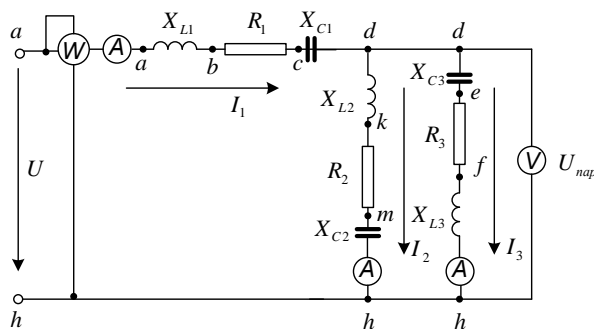 a
W
A
X_{L1}
a
b
R_1
c
X_{C1}
d
d
I_1
X_{L2}
k
X_{C3}
e
R_2
R_3
m
f
X_{C2}
X_{L3}
I_2
I_3
A
A
V
U_{пар}
U
h
h
h